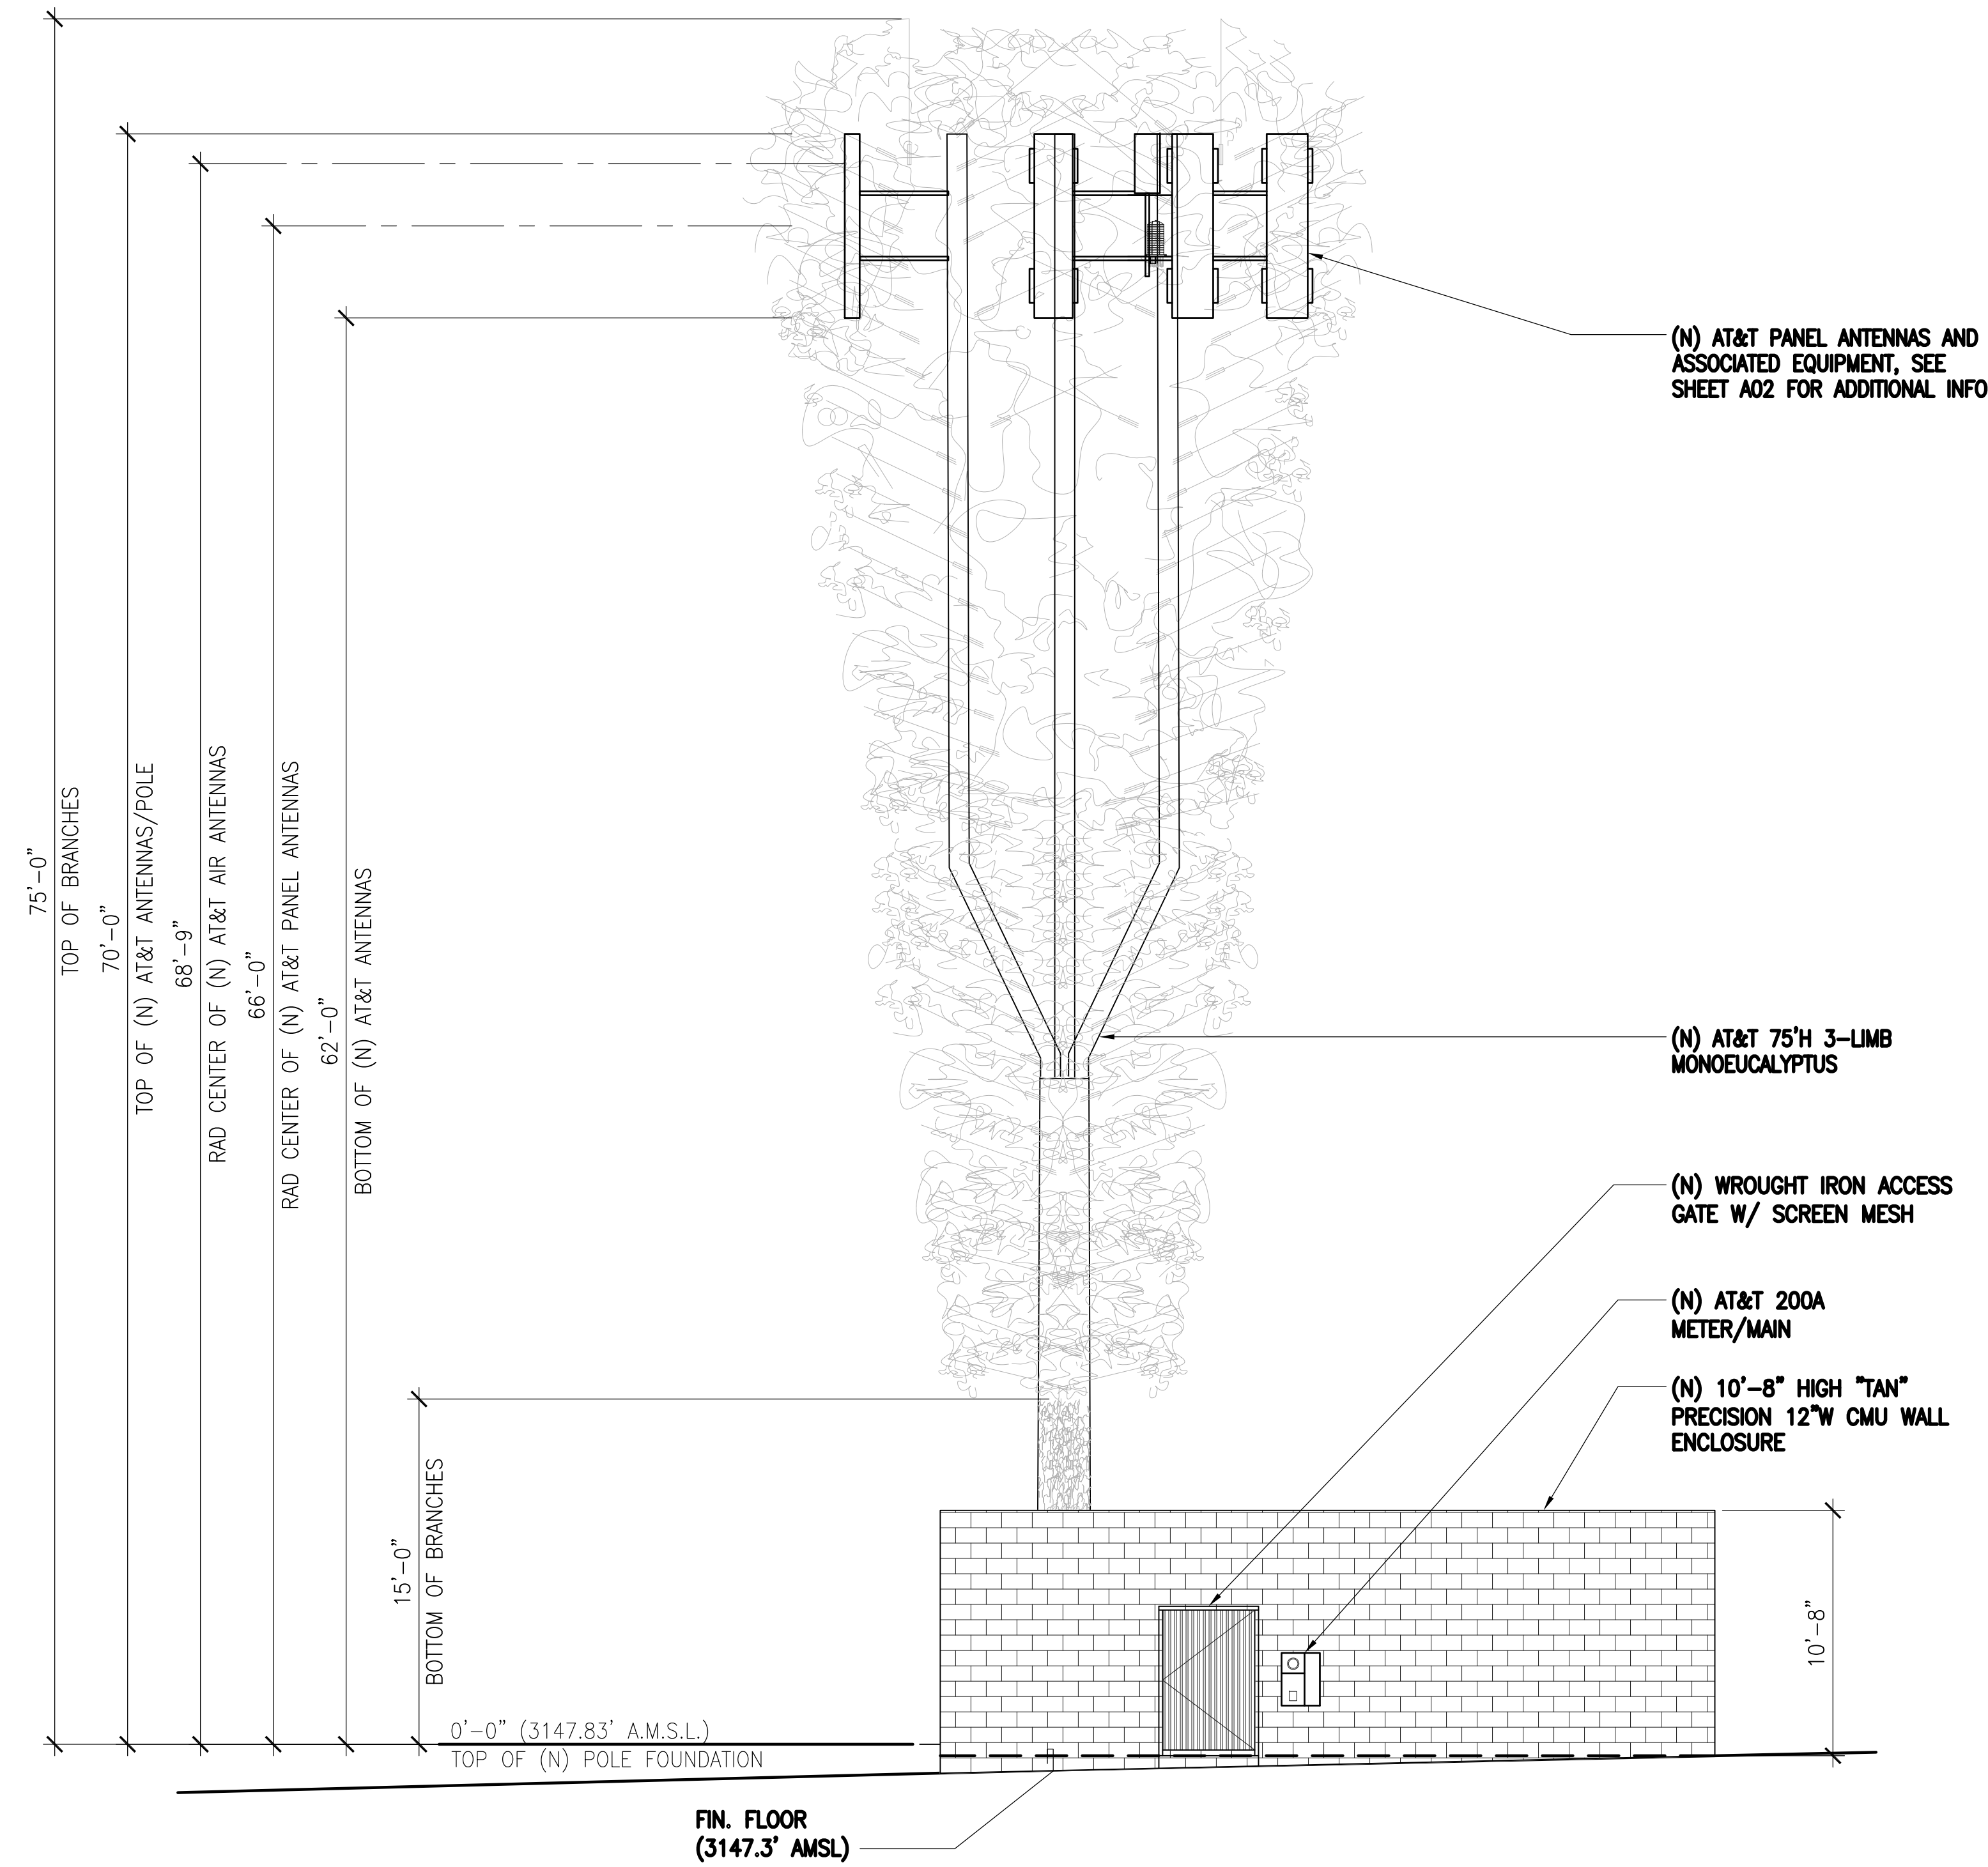 75'-0"
TOP OF BRANCHES
70'-0"
TOP OF (N) AT&T ANTENNAS/POLE
68'-9"
RAD CENTER OF (N) AT&T AIR ANTENNAS
66'-0"
RAD CENTER OF (N) AT&T PANEL ANTENNAS
62'-0"
BOTTOM OF (N) AT&T ANTENNAS
15'-0"
BOTTOM OF BRANCHES
0'-0" (3147.83' A.M.S.L.)
TOP OF (N) POLE FOUNDATION
FIN. FLOOR
(3147.3' AMSL)
(N) AT&T PANEL ANTENNAS AND
ASSOCIATED EQUIPMENT, SEE
SHEET A02 FOR ADDITIONAL INFO
(N) AT&T 75'H 3-LIMB
MONOEUCALYPTUS
(N) WROUGHT IRON ACCESS
GATE W/ SCREEN MESH
(N) AT&T 200A
METER/MAIN
(N) 10'-8" HIGH "TAN"
PRECISION 12"W CMU WALL
ENCLOSURE
10'-8"